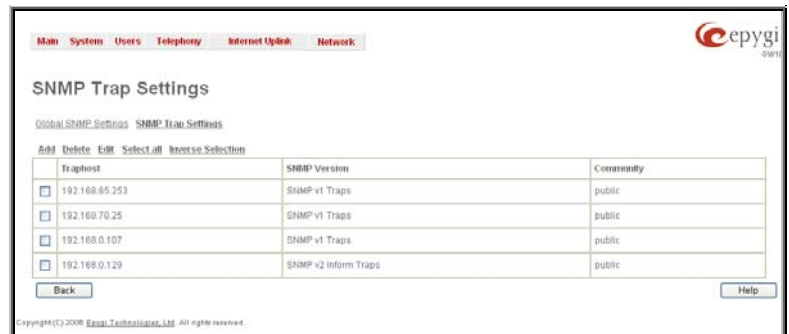 Main System Users Telephony Internet Uplink Network
epygi
SNMP Trap Settings
Global SNMP Settings SNMP Trap Settings
Add Delete Edit Select all Inverse Selection
Traphost SNMP Version Community
192.168.85.253 SNMP v1 Traps public
192.168.70.25 SNMP v1 Traps public
192.168.0.107 SNMP v1 Traps public
192.168.0.129 SNMP v2 Inform Traps public
Back Help
Copyright (C) 2008 Epygi Technologies, Ltd. All rights reserved.